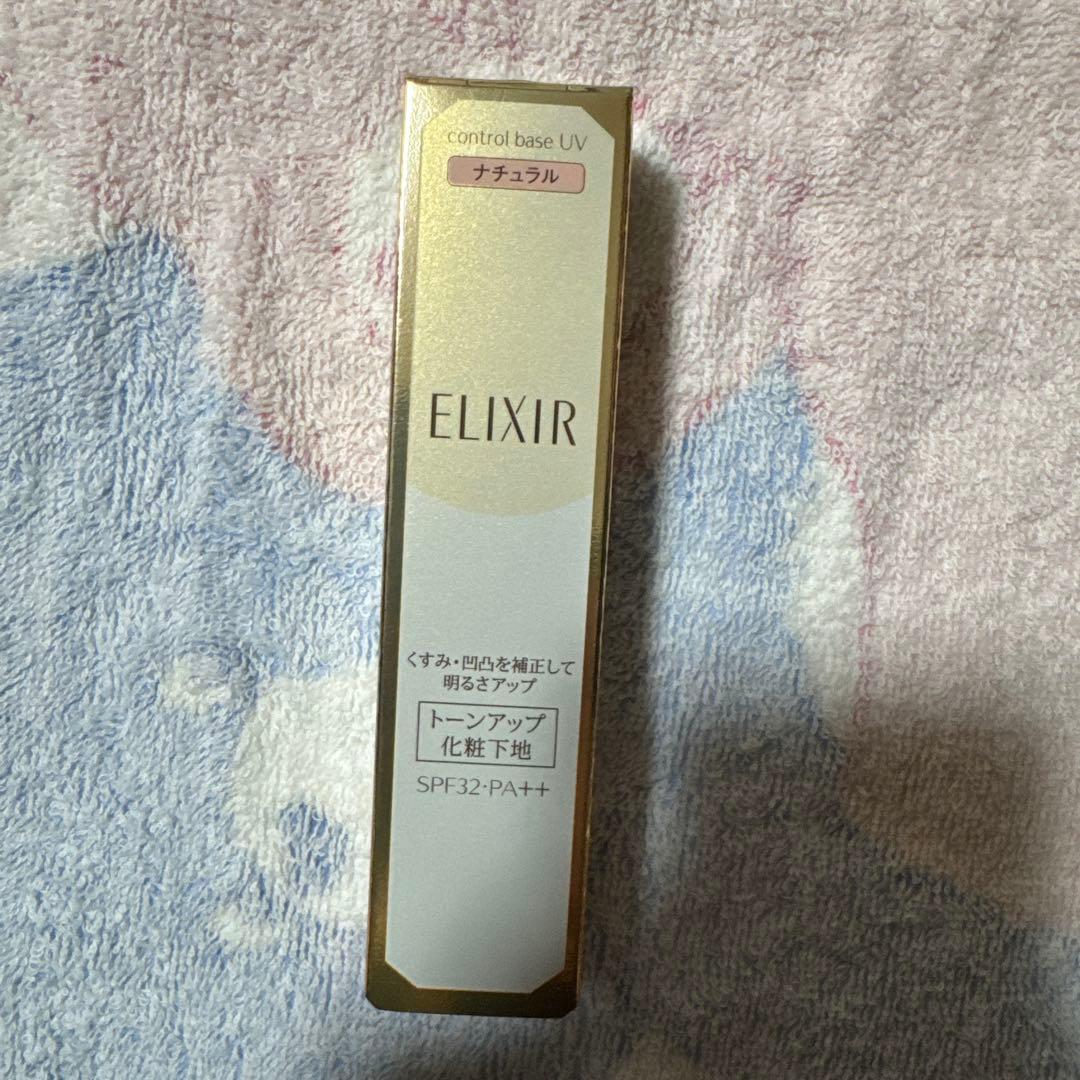 control base UV
ナチュラル
ELIXIR
くすみ・凹凸を補正して
明るさアップ
トーンアップ
化粧下地
SPF32·PA++